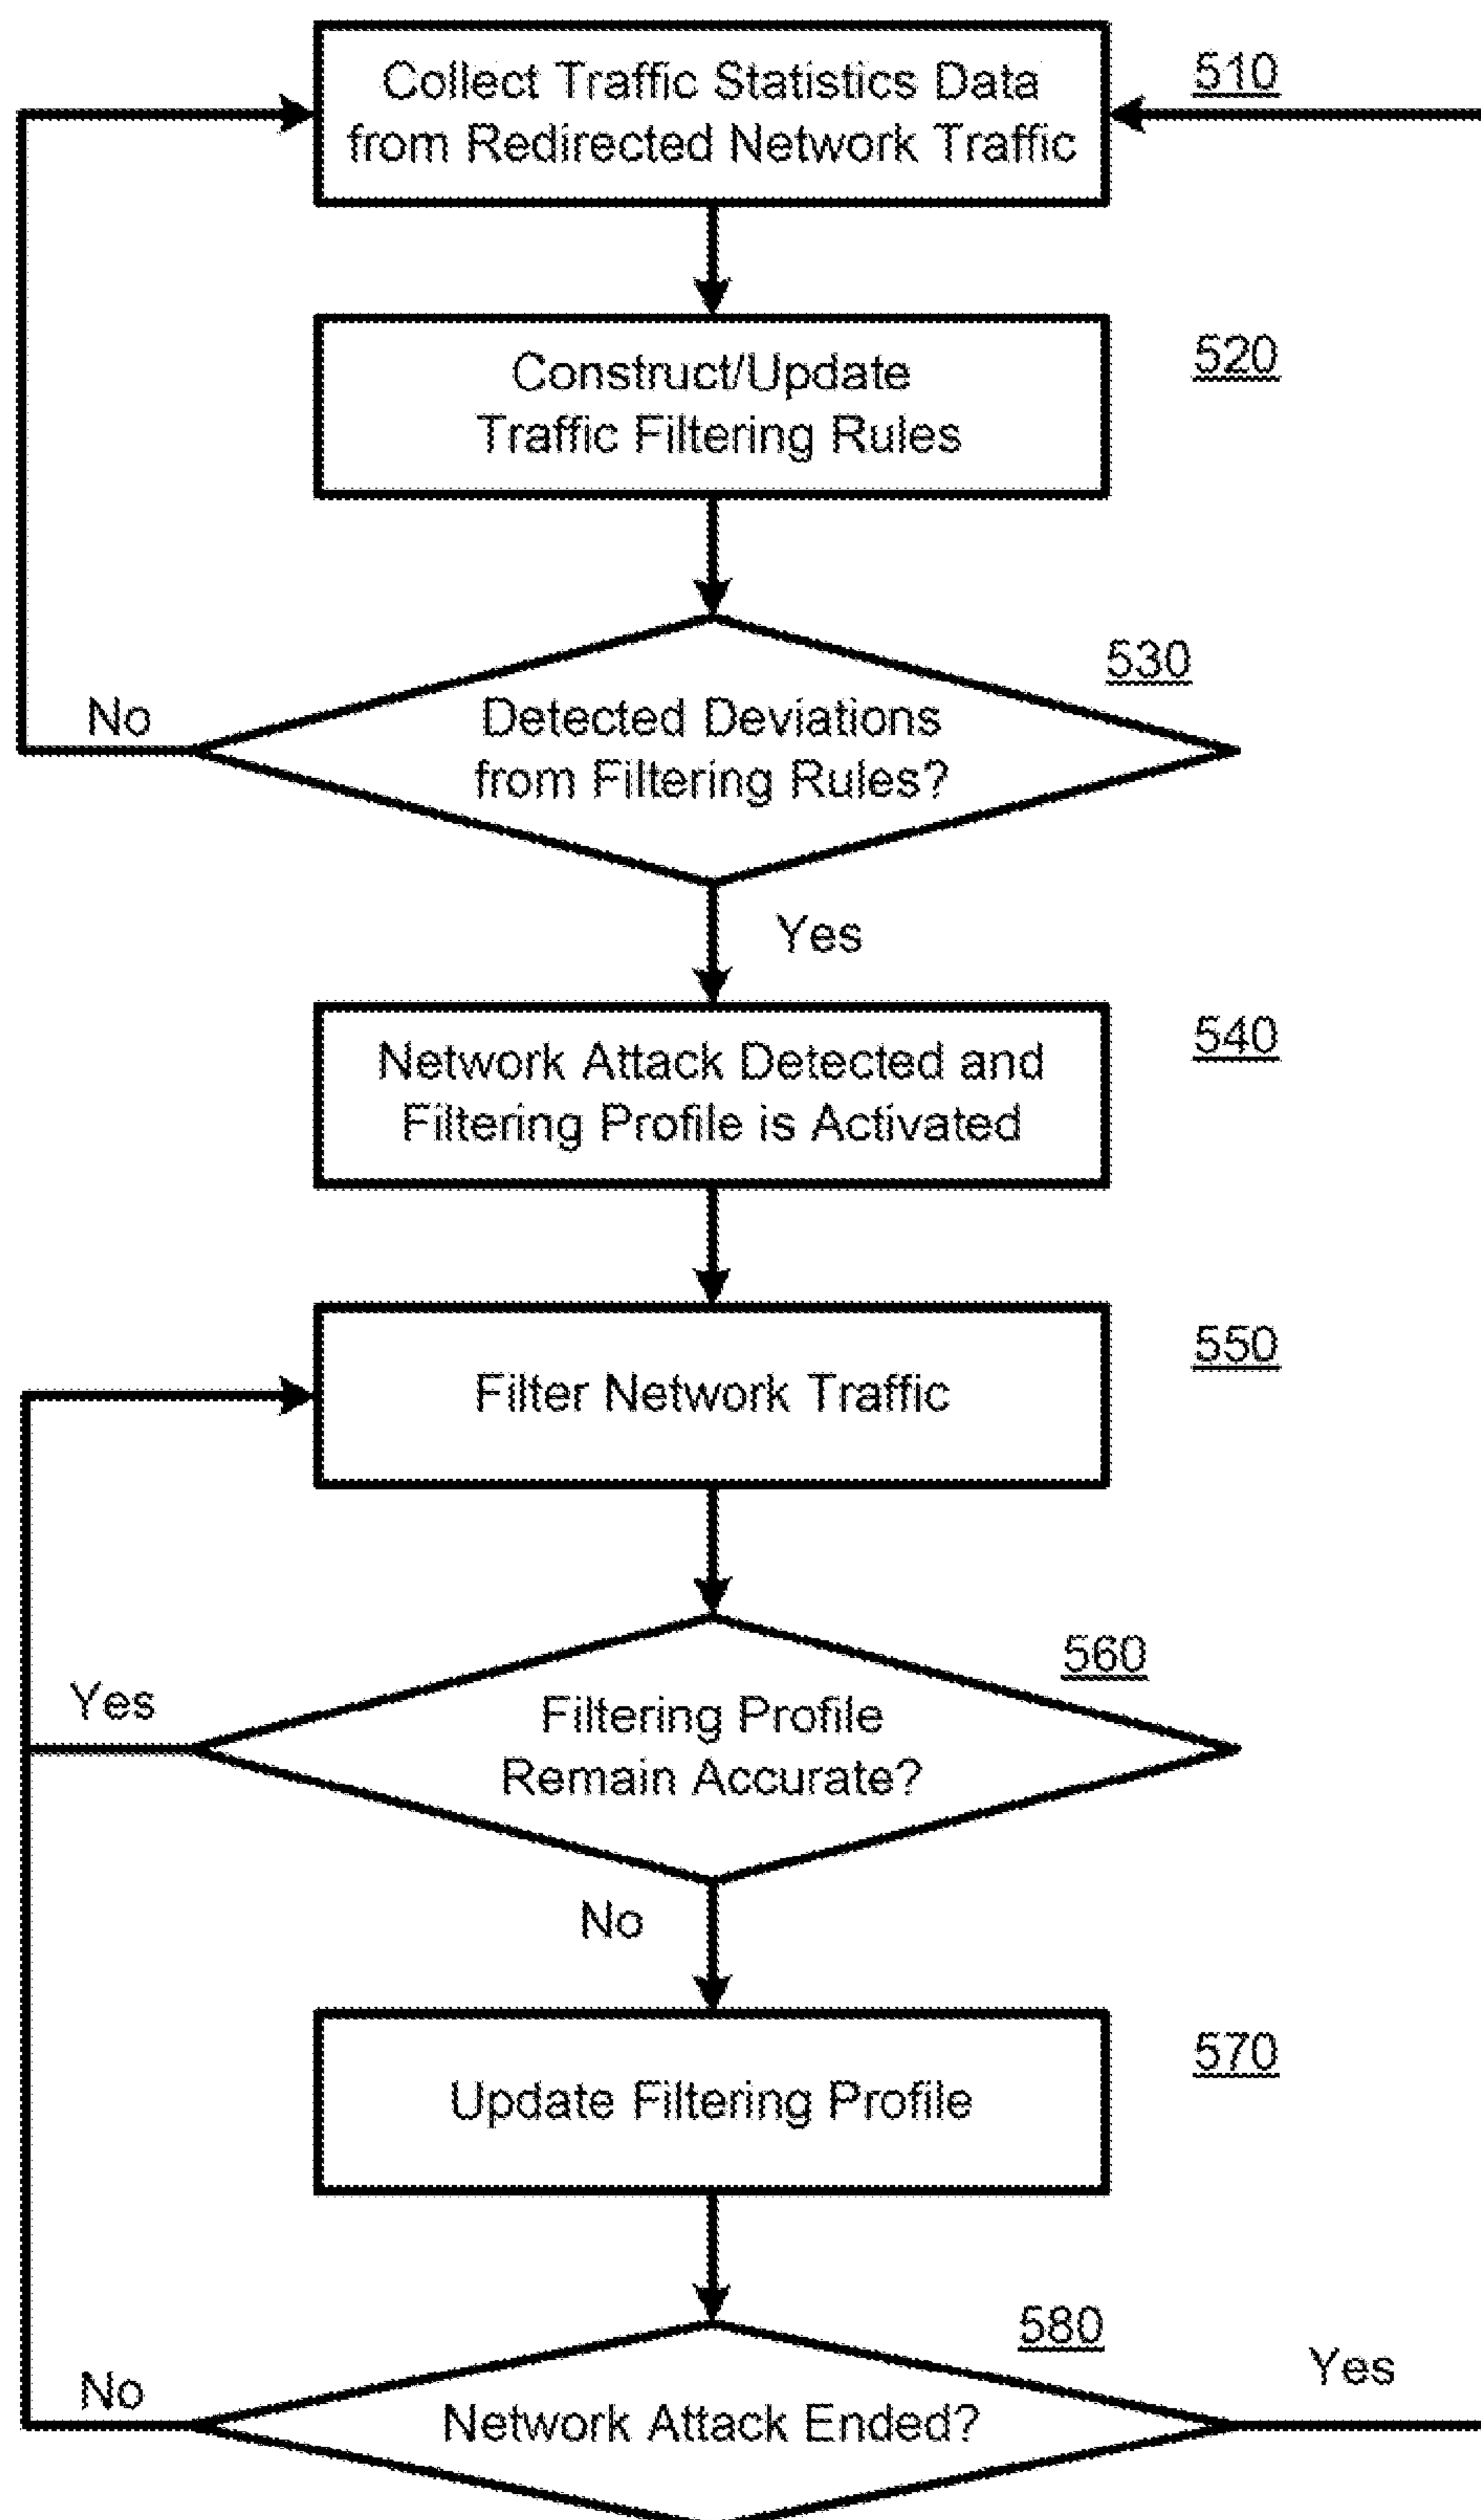 Collect Traffic Statistics Data
from Redirected Network Traffic
510
Construct/Update
Traffic Filtering Rules
520
530
Detected Deviations
from Filtering Rules?
No
Yes
Network Attack Detected and
Filtering Profile is Activated
540
Filter Network Traffic
550
560
Filtering Profile
Remain Accurate?
Yes
No
Update Filtering Profile
570
580
Network Attack Ended?
No
Yes